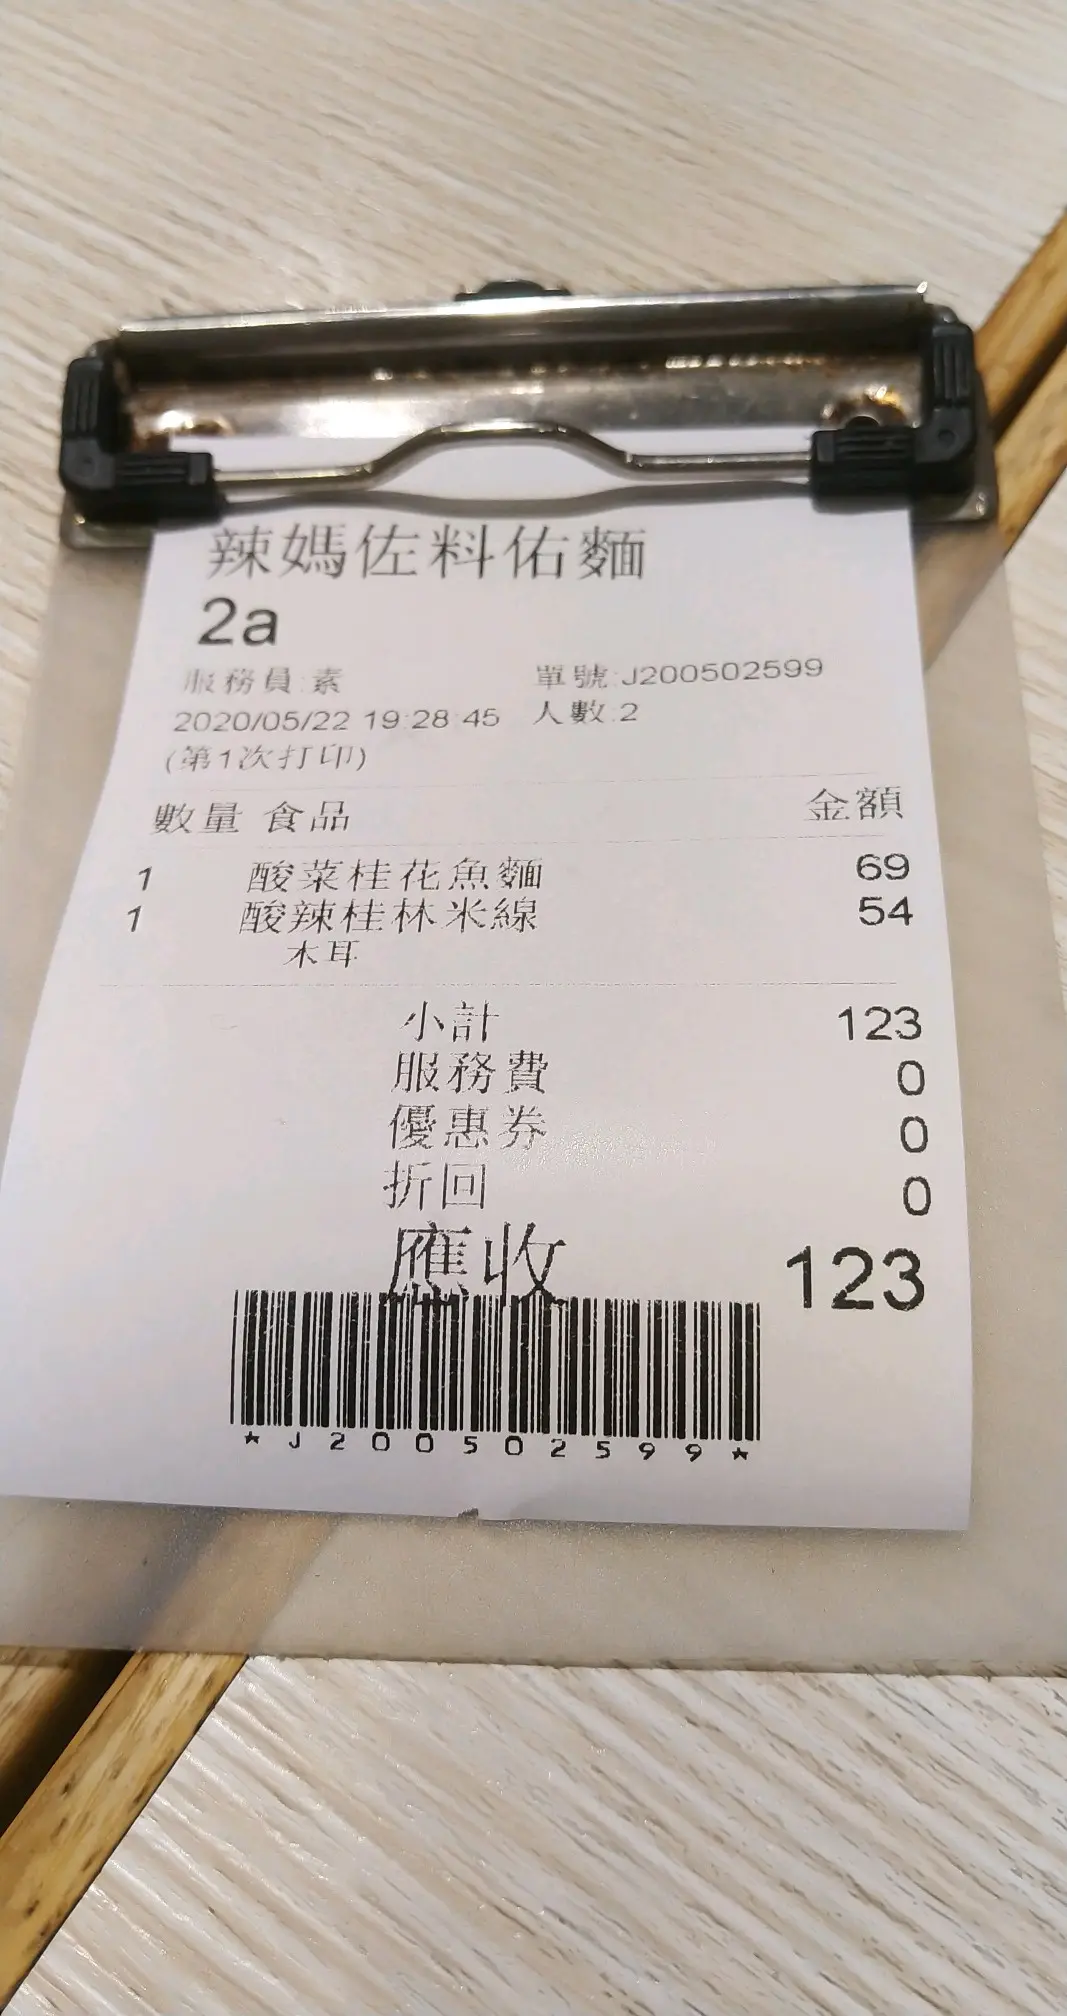 辣媽佐料佑麵
2a
服務員:素 單號:J200502599
2020/05/22 19:28:45 人數:2
(第1次打印)
數量 食品 金額
1 酸菜桂花魚麵 69
1 酸辣桂林米線 54
木耳
小計 123
服務費 0
優惠券 0
折回 0
應收 123
*J200502599*